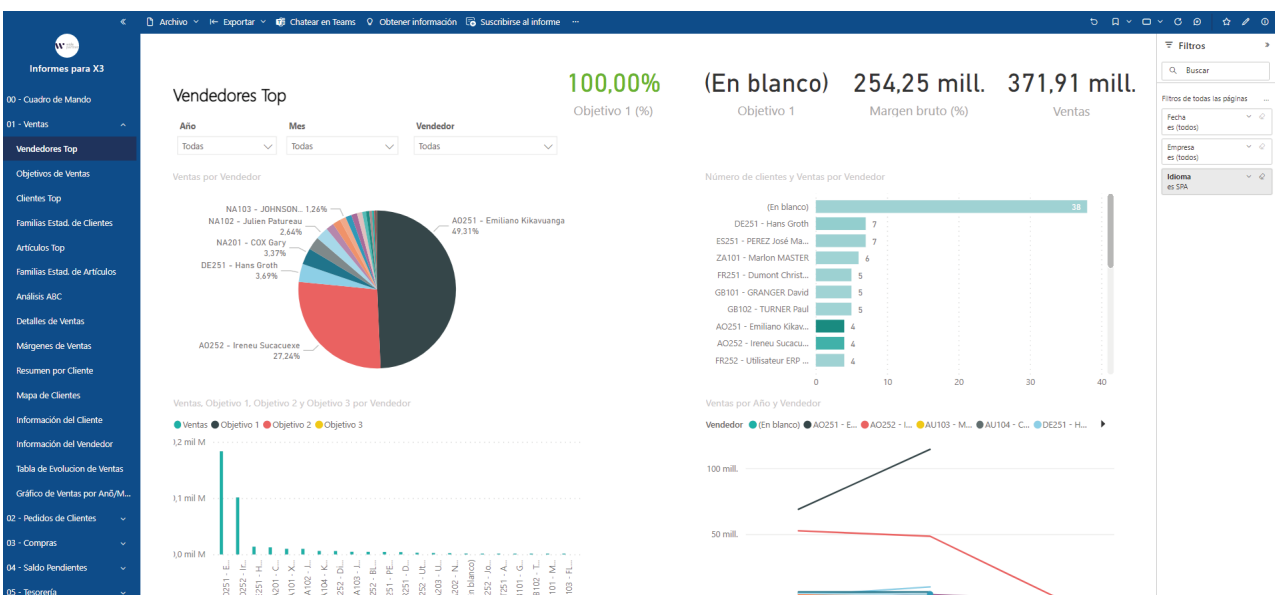 Archivo
Exportar
Chatear en Teams
Obtener información
Suscribirse al informe
Informes para X3
00 - Cuadro de Mando
01 - Ventas
Vendedores Top
Objetivos de Ventas
Clientes Top
Familias Estad. de Clientes
Artículos Top
Familias Estad. de Artículos
Análisis ABC
Detalles de Ventas
Márgenes de Ventas
Resumen por Cliente
Mapa de Clientes
Información del Cliente
Información del Vendedor
Tabla de Evolucion de Ventas
Gráfico de Ventas por Anõ/M...
02 - Pedidos de Clientes
03 - Compras
04 - Saldo Pendientes
05 - Tesorería
Vendedores Top
100,00%
Objetivo 1 (%)
(En blanco)
Objetivo 1
254,25 mill.
Margen bruto (%)
371,91 mill.
Ventas
Año
Todas
Mes
Todas
Vendedor
Todas
Ventas por Vendedor
NA103 - JOHNSON... 1,26%
NA102 - Julien Patureau
2,64%
NA201 - COX Gary
3,37%
DE251 - Hans Groth
3,69%
AO252 - Ireneu Sucacuexe
27,24%
AO251 - Emiliano Kikavuanga
49,31%
Número de clientes y Ventas por Vendedor
(En blanco) 38
DE251 - Hans Groth 7
ES251 - PEREZ José Ma... 7
ZA101 - Marlon MASTER 6
FR251 - Dumont Christ... 5
GB101 - GRANGER David 5
GB102 - TURNER Paul 5
AO251 - Emiliano Kikav... 4
AO252 - Ireneu Sucacu... 4
FR252 - Utilisateur ERP ... 4
0 10 20 30 40
Ventas, Objetivo 1, Objetivo 2 y Objetivo 3 por Vendedor
Ventas Objetivo 1 Objetivo 2 Objetivo 3
0,2 mil M
0,1 mil M
0,0 mil M
Ventas por Año y Vendedor
Vendedor (En blanco) AO251 - E... AO252 - I... AU103 - M... AU104 - C... DE251 - H...
100 mill.
50 mill.
Filtros
Buscar
Filtros de todas las páginas ...
Fecha
es (todos)
Empresa
es (todos)
Idioma
es SPA